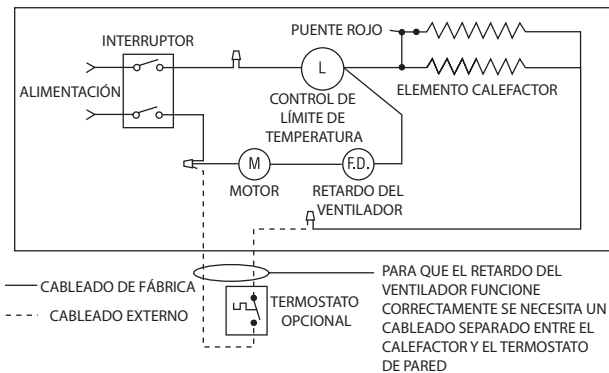 PUENTE ROJO
INTERRUPTOR
L
ALIMENTACIÓN
CONTROL DE
LÍMITE DE
TEMPERATURA
ELEMENTO CALEFACTOR
M
F.D.
MOTOR
RETARDO DEL
VENTILADOR
CABLEADO DE FÁBRICA
CABLEADO EXTERNO
TERMOSTATO
OPCIONAL
PARA QUE EL RETARDO DEL
VENTILADOR FUNCIONE
CORRECTAMENTE SE NECESITA UN
CABLEADO SEPARADO ENTRE EL
CALEFACTOR Y EL TERMOSTATO
DE PARED